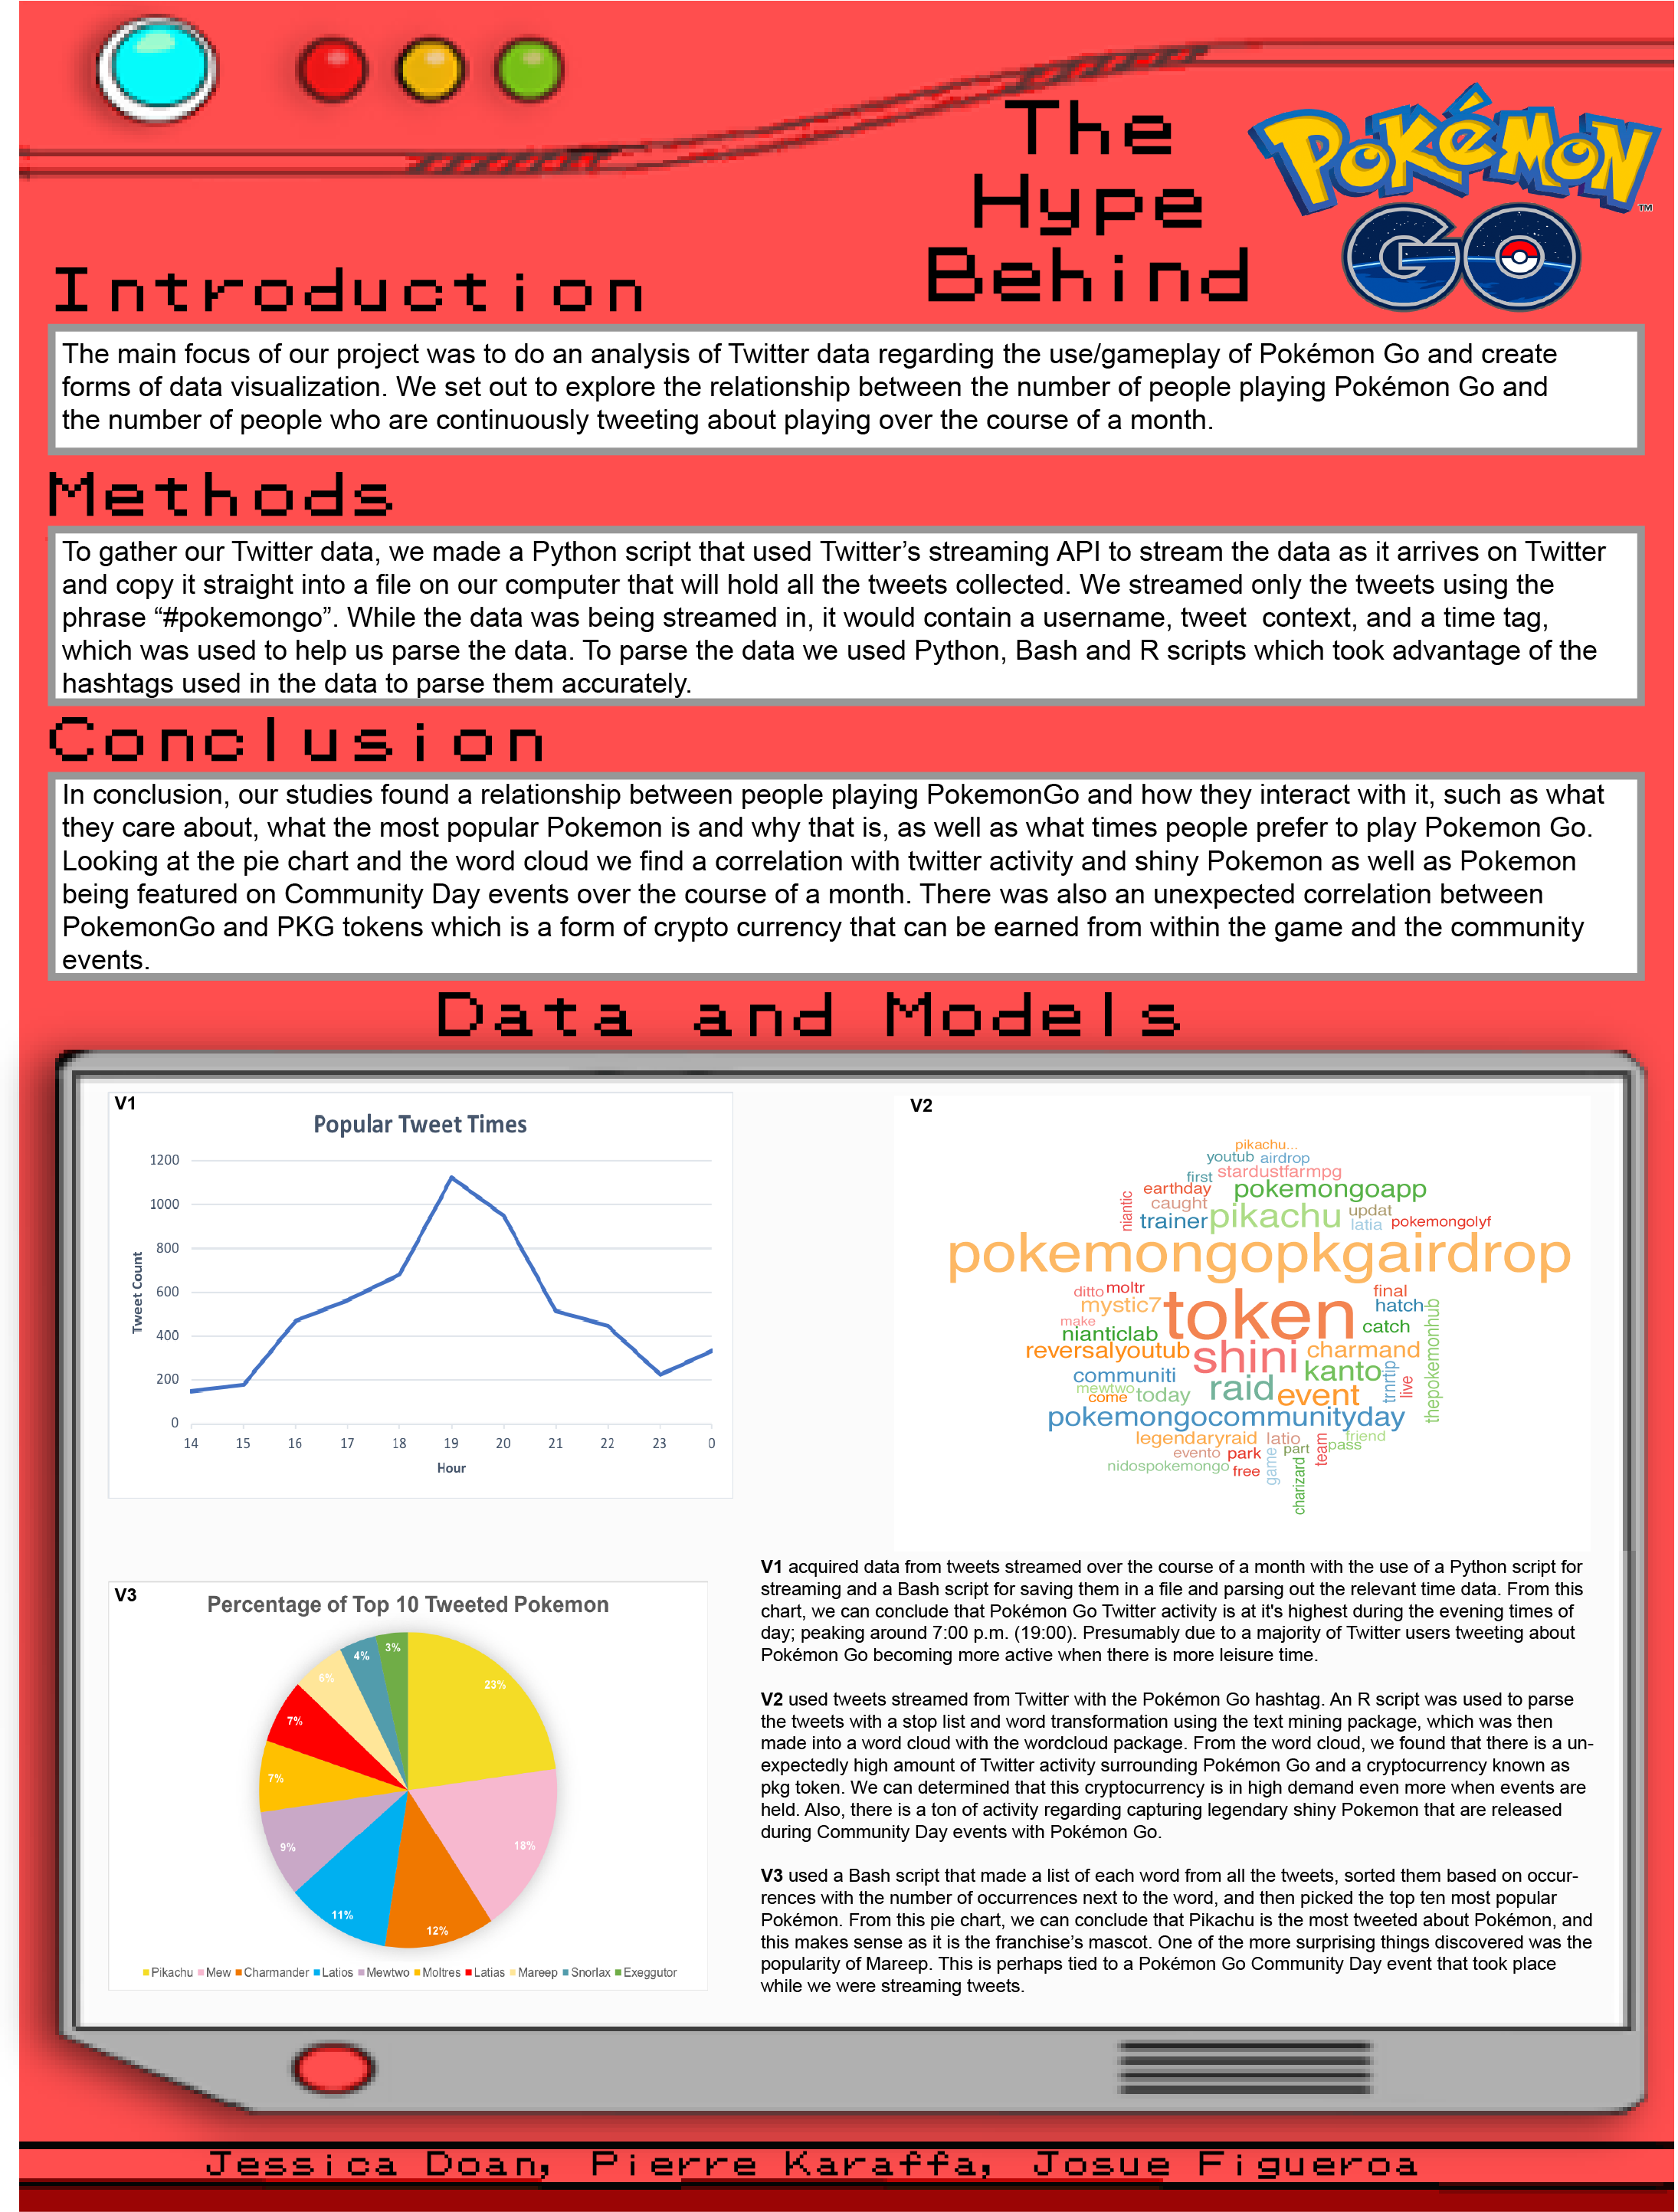 The
Hype
Behind
POKéMON
TM
GO
Introduction
The main focus of our project was to do an analysis of Twitter data regarding the use/gameplay of Pokémon Go and create
forms of data visualization. We set out to explore the relationship between the number of people playing Pokémon Go and
the number of people who are continuously tweeting about playing over the course of a month.
Methods
To gather our Twitter data, we made a Python script that used Twitter’s streaming API to stream the data as it arrives on Twitter
and copy it straight into a file on our computer that will hold all the tweets collected. We streamed only the tweets using the
phrase “#pokemongo”. While the data was being streamed in, it would contain a username, tweet  context, and a time tag,
which was used to help us parse the data. To parse the data we used Python, Bash and R scripts which took advantage of the
hashtags used in the data to parse them accurately.
Conclusion
In conclusion, our studies found a relationship between people playing PokemonGo and how they interact with it, such as what
they care about, what the most popular Pokemon is and why that is, as well as what times people prefer to play Pokemon Go.
Looking at the pie chart and the word cloud we find a correlation with twitter activity and shiny Pokemon as well as Pokemon
being featured on Community Day events over the course of a month. There was also an unexpected correlation between
PokemonGo and PKG tokens which is a form of crypto currency that can be earned from within the game and the community
events.
Data and Models
V1
Popular Tweet Times
1200
1000
800
600
400
200
0
Tweet Count
14 15 16 17 18 19 20 21 22 23 0
Hour
V2
pikachu...
youtub airdrop
first stardustfarmpg
earthday pokemongoapp
niantic
caught
trainer pikachu updat
latia pokemongolyf
pokemongopkgairdrop
ditto moltr final
mystic7 token hatch
make
nianticlab catch
thepokemonhub
reversalyoutub shini charmand
communiti kanto
mewtwo today raid event trnrtip live
come
pokemongocommunityday
legendaryraid latio friend
evento park part pass
team
nidospokemongo free game
charizard
V3
Percentage of Top 10 Tweeted Pokemon
23%
18%
12%
11%
9%
7%
7%
6%
4%
3%
Pikachu Mew Charmander Latios Mewtwo Moltres Latias Mareep Snorlax Exeggutor
V1 acquired data from tweets streamed over the course of a month with the use of a Python script for
streaming and a Bash script for saving them in a file and parsing out the relevant time data. From this
chart, we can conclude that Pokémon Go Twitter activity is at it's highest during the evening times of
day; peaking around 7:00 p.m. (19:00). Presumably due to a majority of Twitter users tweeting about
Pokémon Go becoming more active when there is more leisure time.
V2 used tweets streamed from Twitter with the Pokémon Go hashtag. An R script was used to parse
the tweets with a stop list and word transformation using the text mining package, which was then
made into a word cloud with the wordcloud package. From the word cloud, we found that there is a un-
expectedly high amount of Twitter activity surrounding Pokémon Go and a cryptocurrency known as
pkg token. We can determined that this cryptocurrency is in high demand even more when events are
held. Also, there is a ton of activity regarding capturing legendary shiny Pokemon that are released
during Community Day events with Pokémon Go.
V3 used a Bash script that made a list of each word from all the tweets, sorted them based on occur-
rences with the number of occurrences next to the word, and then picked the top ten most popular
Pokémon. From this pie chart, we can conclude that Pikachu is the most tweeted about Pokémon, and
this makes sense as it is the franchise’s mascot. One of the more surprising things discovered was the
popularity of Mareep. This is perhaps tied to a Pokémon Go Community Day event that took place
while we were streaming tweets.
Jessica Doan, Pierre Karaffa, Josue Figueroa